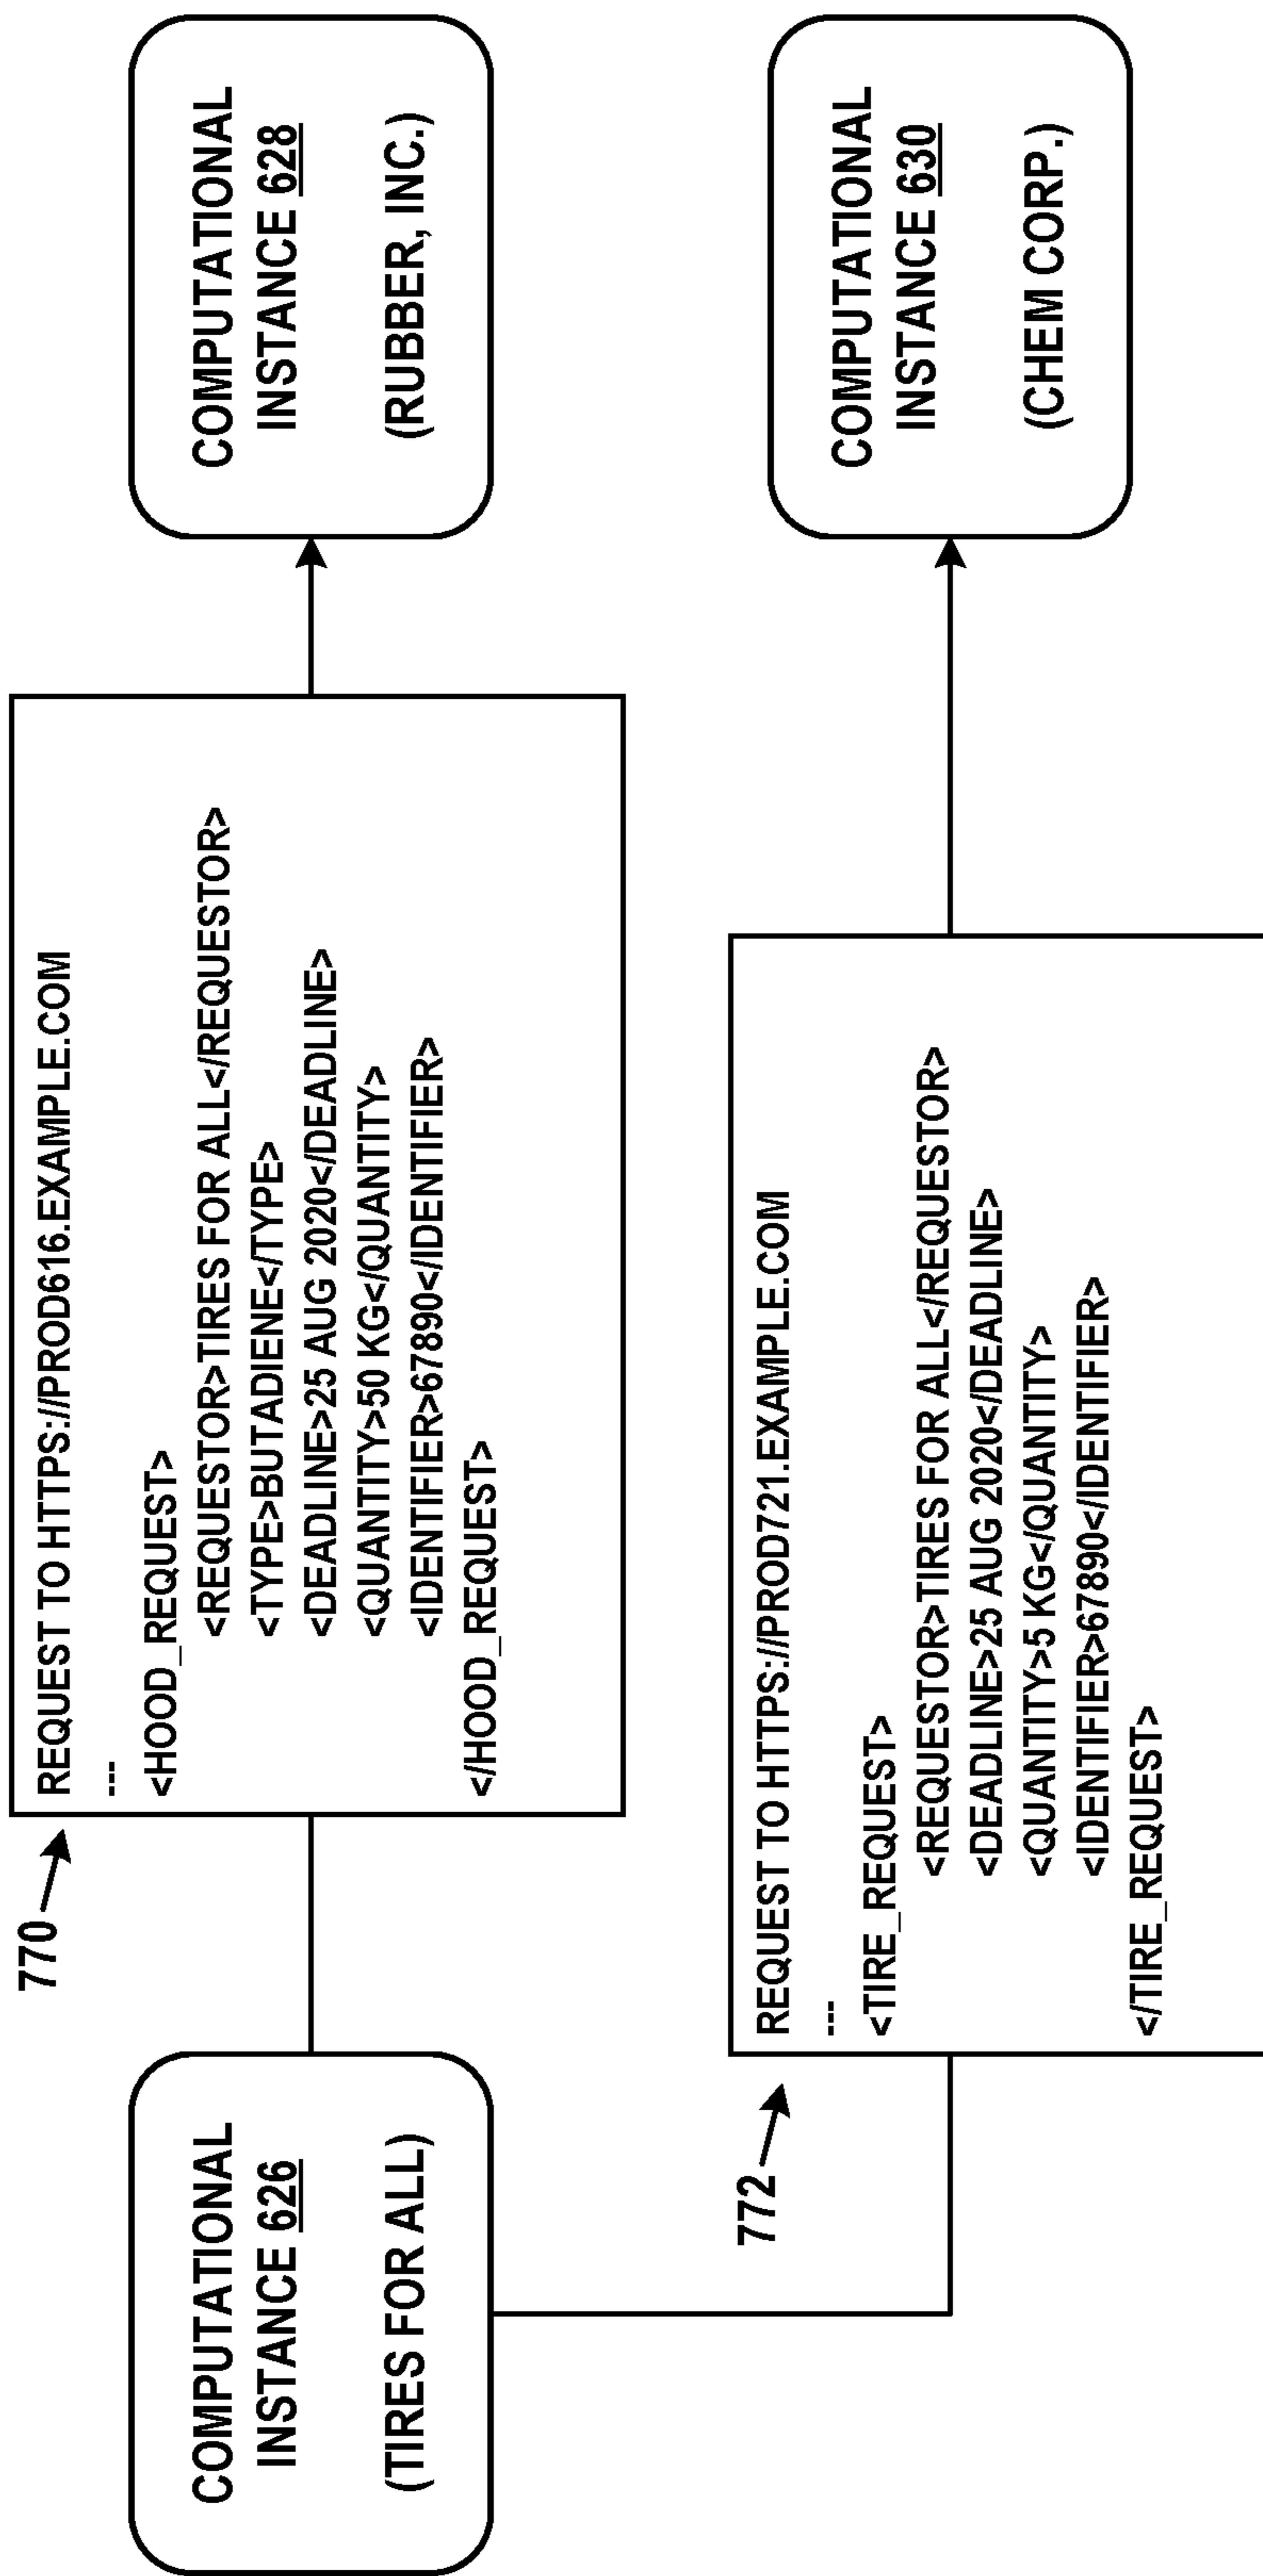 COMPUTATIONAL
INSTANCE 626
(TIRES FOR ALL)
770
REQUEST TO HTTPS://PROD616.EXAMPLE.COM
...
<HOOD_REQUEST>
<REQUESTOR>TIRES FOR ALL</REQUESTOR>
<TYPE>BUTADIENE</TYPE>
<DEADLINE>25 AUG 2020</DEADLINE>
<QUANTITY>50 KG</QUANTITY>
<IDENTIFIER>67890</IDENTIFIER>
</HOOD_REQUEST>
COMPUTATIONAL
INSTANCE 628
(RUBBER, INC.)
772
REQUEST TO HTTPS://PROD721.EXAMPLE.COM
...
<TIRE_REQUEST>
<REQUESTOR>TIRES FOR ALL</REQUESTOR>
<DEADLINE>25 AUG 2020</DEADLINE>
<QUANTITY>5 KG</QUANTITY>
<IDENTIFIER>67890</IDENTIFIER>
</TIRE_REQUEST>
COMPUTATIONAL
INSTANCE 630
(CHEM CORP.)